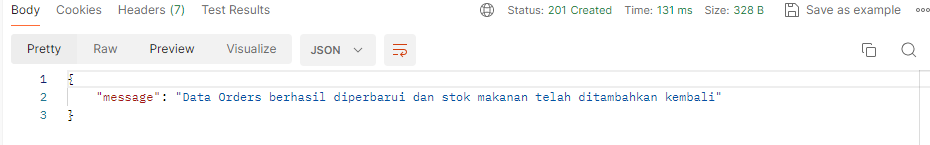 Body Cookies Headers (7) Test Results Status: 201 Created Time: 131 ms Size: 328 B Save as example
Pretty Raw Preview Visualize JSON
1 {
2 "message": "Data Orders berhasil diperbarui dan stok makanan telah ditambahkan kembali"
3 }